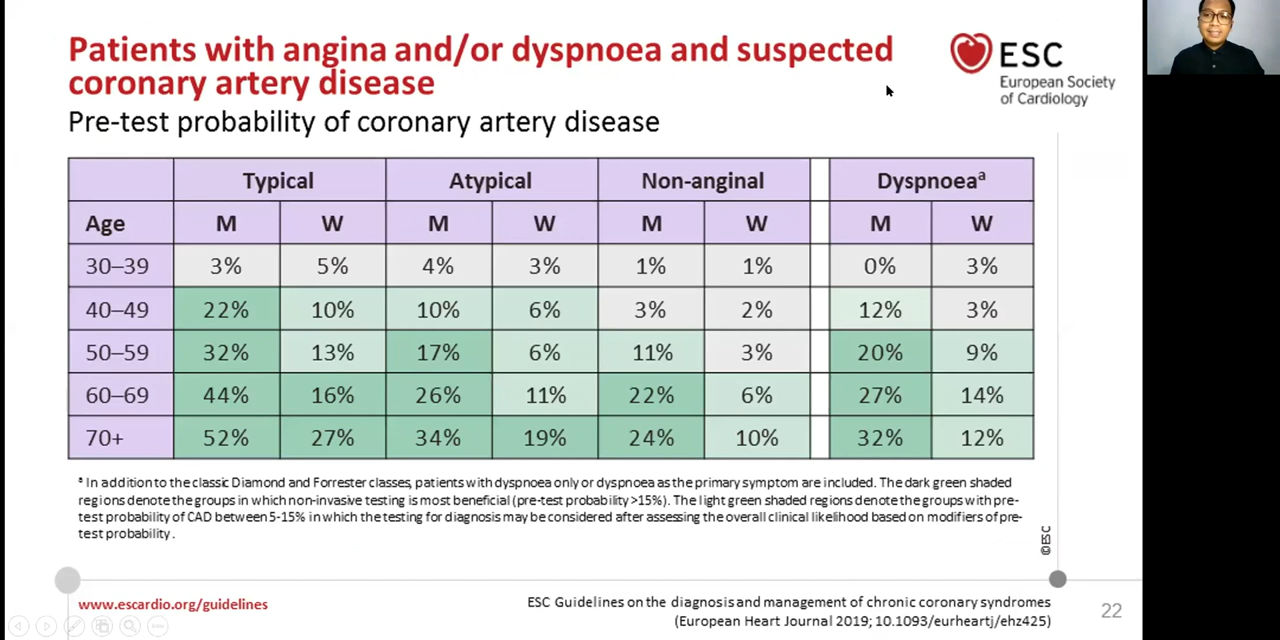 Patients with angina and/or dyspnoea and suspected
coronary artery disease
Pre-test probability of coronary artery disease
ESC
European Society
of Cardiology
Typical Atypical Non-anginal Dyspnoeaª
Age M W M W M W M W
30–39 3% 5% 4% 3% 1% 1% 0% 3%
40–49 22% 10% 10% 6% 3% 2% 12% 3%
50–59 32% 13% 17% 6% 11% 3% 20% 9%
60–69 44% 16% 26% 11% 22% 6% 27% 14%
70+ 52% 27% 34% 19% 24% 10% 32% 12%
ª In addition to the classic Diamond and Forrester classes, patients with dyspnoea only or dyspnoea as the primary symptom are included. The dark green shaded
regions denote the groups in which non-invasive testing is most beneficial (pre-test probability >15%). The light green shaded regions denote the groups with pre-
test probability of CAD between 5-15% in which the testing for diagnosis may be considered after assessing the overall clinical likelihood based on modifiers of pre-
test probability.
©ESC
www.escardio.org/guidelines
ESC Guidelines on the diagnosis and management of chronic coronary syndromes
(European Heart Journal 2019; 10.1093/eurheartj/ehz425)
22